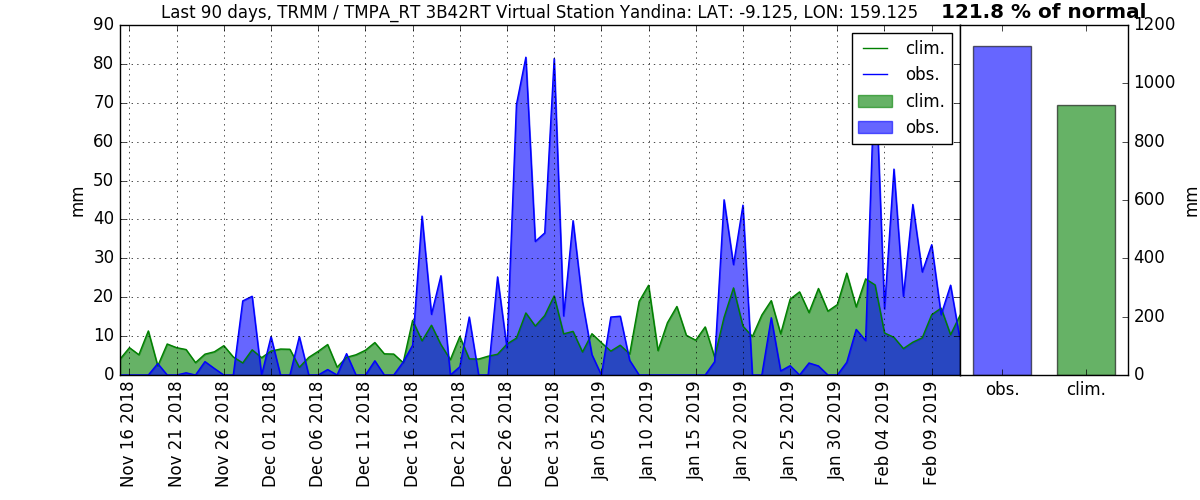 Last 90 days, TRMM / TMPA_RT 3B42RT Virtual Station Yandina: LAT: -9.125, LON: 159.125
121.8 % of normal
90
80
70
60
50
40
30
20
10
0
mm
clim.
obs.
clim.
obs.
1200
1000
800
600
400
200
0
mm
obs.
clim.
Nov 16 2018
Nov 21 2018
Nov 26 2018
Dec 01 2018
Dec 06 2018
Dec 11 2018
Dec 16 2018
Dec 21 2018
Dec 26 2018
Dec 31 2018
Jan 05 2019
Jan 10 2019
Jan 15 2019
Jan 20 2019
Jan 25 2019
Jan 30 2019
Feb 04 2019
Feb 09 2019